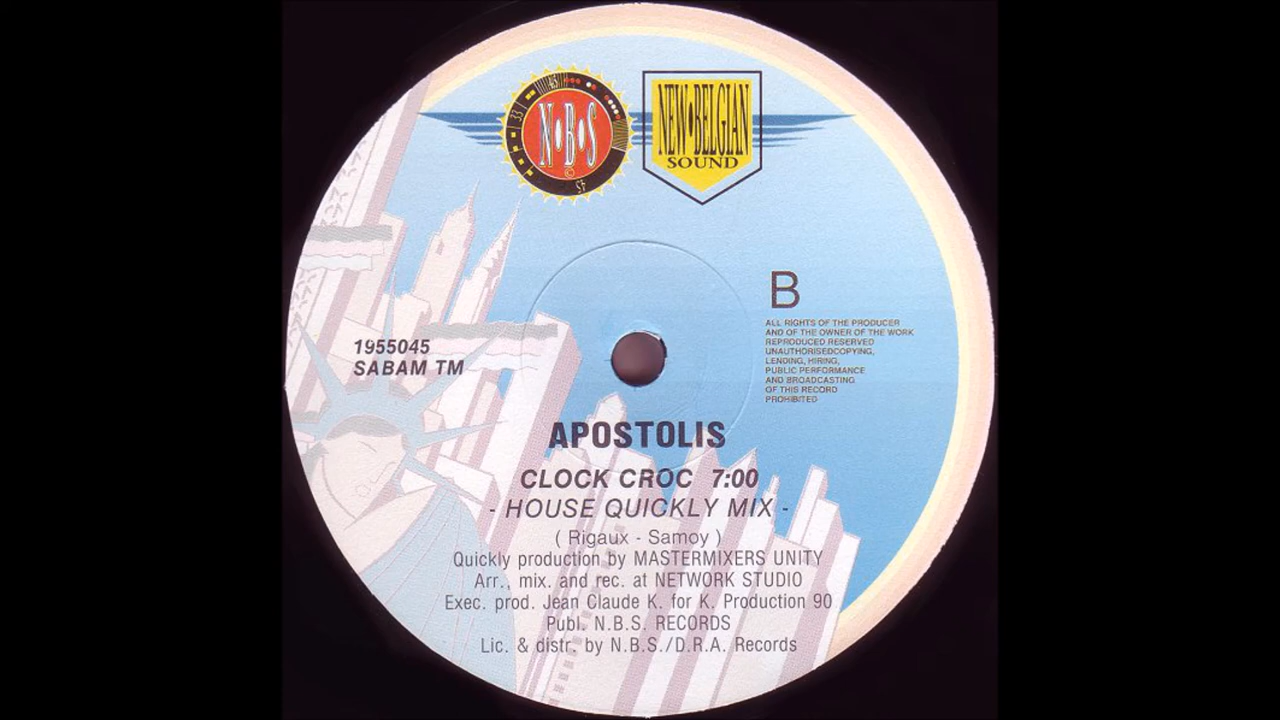 33
45
N•B•S
©
45
NEW•BELGIAN
SOUND
B
ALL RIGHTS OF THE PRODUCER
AND OF THE OWNER OF THE WORK
REPRODUCED RESERVED
UNAUTHORISEDCOPYING,
LENDING, HIRING,
PUBLIC PERFORMANCE
AND BROADCASTING
OF THIS RECORD
PROHIBITED
1955045
SABAM TM
APOSTOLIS
CLOCK CROC 7:00
- HOUSE QUICKLY MIX -
( Rigaux - Samoy )
Quickly production by MASTERMIXERS UNITY
Arr., mix. and rec. at NETWORK STUDIO
Exec. prod. Jean Claude K. for K. Production 90
Publ. N.B.S. RECORDS
Lic. & distr. by N.B.S./D.R.A. Records